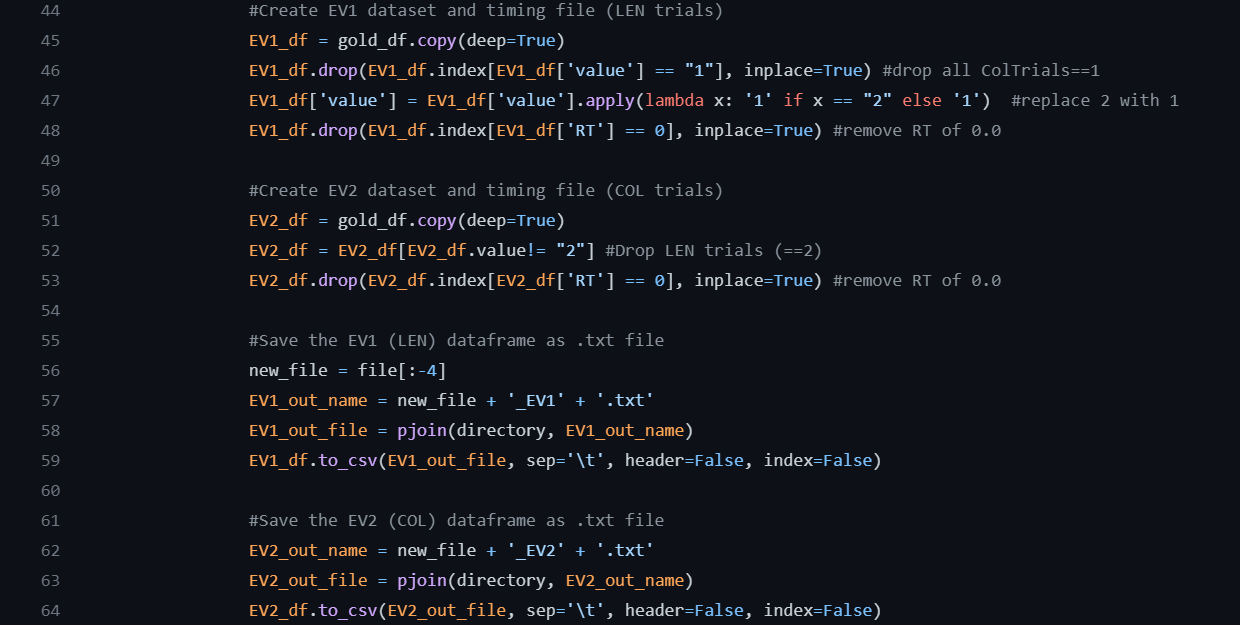 44 #Create EV1 dataset and timing file (LEN trials)
45 EV1_df = gold_df.copy(deep=True)
46 EV1_df.drop(EV1_df.index[EV1_df['value'] == "1"], inplace=True) #drop all ColTrials==1
47 EV1_df['value'] = EV1_df['value'].apply(lambda x: '1' if x == "2" else '1')  #replace 2 with 1
48 EV1_df.drop(EV1_df.index[EV1_df['RT'] == 0], inplace=True) #remove RT of 0.0
49
50 #Create EV2 dataset and timing file (COL trials)
51 EV2_df = gold_df.copy(deep=True)
52 EV2_df = EV2_df[EV2_df.value!= "2"] #Drop LEN trials (==2)
53 EV2_df.drop(EV2_df.index[EV2_df['RT'] == 0], inplace=True) #remove RT of 0.0
54
55 #Save the EV1 (LEN) dataframe as .txt file
56 new_file = file[:-4]
57 EV1_out_name = new_file + '_EV1' + '.txt'
58 EV1_out_file = pjoin(directory, EV1_out_name)
59 EV1_df.to_csv(EV1_out_file, sep='\t', header=False, index=False)
60
61 #Save the EV2 (COL) dataframe as .txt file
62 EV2_out_name = new_file + '_EV2' + '.txt'
63 EV2_out_file = pjoin(directory, EV2_out_name)
64 EV2_df.to_csv(EV2_out_file, sep='\t', header=False, index=False)